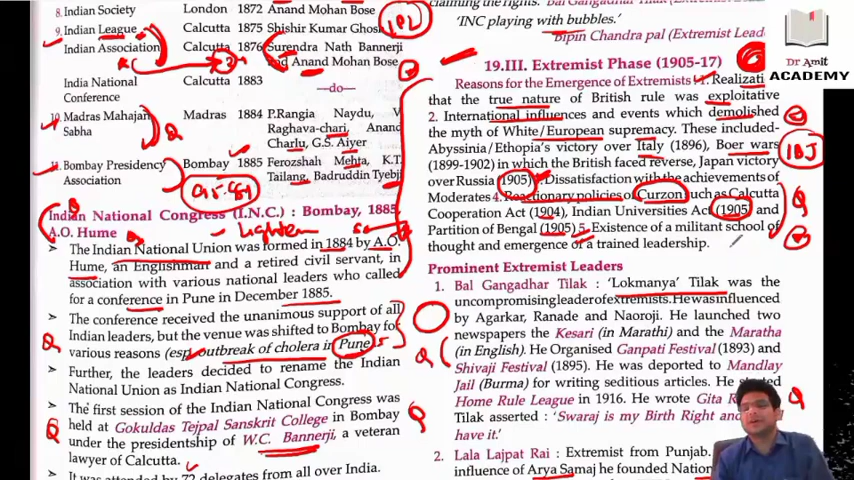 8. Indian Society London 1872 Anand Mohan Bose
9. Indian League Calcutta 1875 Shishir Kumar Ghosh
Indian Association Calcutta 1876 Surendra Nath Bannerji
and Anand Mohan Bose
India National Calcutta 1883
Conference
—do—
10. Madras Mahajan Madras 1884 P.Rangia Naydu, V
Sabha Raghava-chari, Anand
Charlu, G.S. Aiyer
11. Bombay Presidency Bombay 1885 Ferozshah Mehta, K.T.
Association Tailang, Badruddin Tyebji
Indian National Congress (I.N.C.) : Bombay, 1885,
A.O. Hume
➢ The Indian National Union was formed in 1884 by A.O.
Hume, an Englishman and a retired civil servant, in
association with various national leaders who called
for a conference in Pune in December 1885.
➢ The conference received the unanimous support of all
Indian leaders, but the venue was shifted to Bombay for
various reasons (esp. outbreak of cholera in Pune).
➢ Further, the leaders decided to rename the Indian
National Union as Indian National Congress.
➢ The first session of the Indian National Congress was
held at Gokuldas Tejpal Sanskrit College in Bombay
under the presidentship of W.C. Bannerji, a veteran
lawyer of Calcutta.
➢ It was attended by 72 delegates from all over India.
claiming the rights.
'INC playing with bubbles.'
Bipin Chandra pal (Extremist Lead
19.III. Extremist Phase (1905-17)
Reasons for the Emergence of Extremists 1. Realizati
that the true nature of British rule was exploitative
2. International influences and events which demolished
the myth of White/European supremacy. These included-
Abyssinia/Ethopia's victory over Italy (1896), Boer wars
(1899-1902) in which the British faced reverse, Japan victory
over Russia (1905) Dissatisfaction with the achievements of
Moderates 4. Reactionary policies of Curzon such as Calcutta
Cooperation Act (1904), Indian Universities Act (1905 and
Partition of Bengal (1905) 5. Existence of a militant school of
thought and emergence of a trained leadership.
Prominent Extremist Leaders
1. Bal Gangadhar Tilak : 'Lokmanya' Tilak was the
uncompromising leader of extremists. He was influenced
by Agarkar, Ranade and Naoroji. He launched two
newspapers the Kesari (in Marathi) and the Maratha
(in English). He Organised Ganpati Festival (1893) and
Shivaji Festival (1895). He was deported to Mandlay
Jail (Burma) for writing seditious articles. He started
Home Rule League in 1916. He wrote Gita
Tilak asserted : 'Swaraj is my Birth Right and
have it.'
2. Lala Lajpat Rai : Extremist from Punjab.
influence of Arya Samaj he founded Nation
Dr Amit
ACADEMY